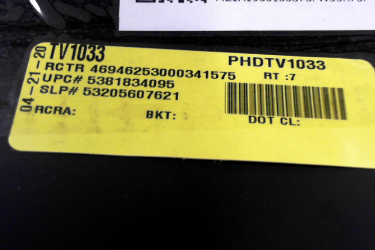 04-21-20
TV1033 PHDTV1033
RCTR 46946253000341575 RT :7
UPC# 5381834095
SLP# 53205607621
RCRA: BKT: DOT CL: